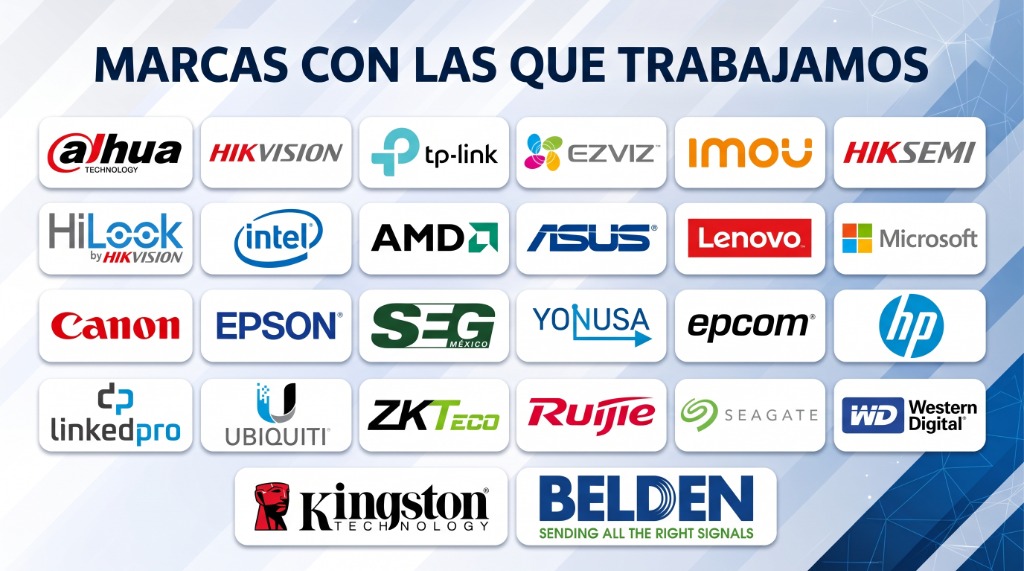 MARCAS CON LAS QUE TRABAJAMOS
alhua
TECHNOLOGY
HIKVISION
tp-link
EZVIZ
imou
HIKSEMI
HiLook
by HIKVISION
intel
AMD
ASUS
Lenovo
Microsoft
Canon
EPSON
SEG
MÉXICO
YONUSA
epcom
hp
dp
linkedpro
U
UBIQUITI
ZKTECO
Ruijie
SEAGATE
WD
Western
Digital
Kingston
TECHNOLOGY
BELDEN
SENDING ALL THE RIGHT SIGNALS